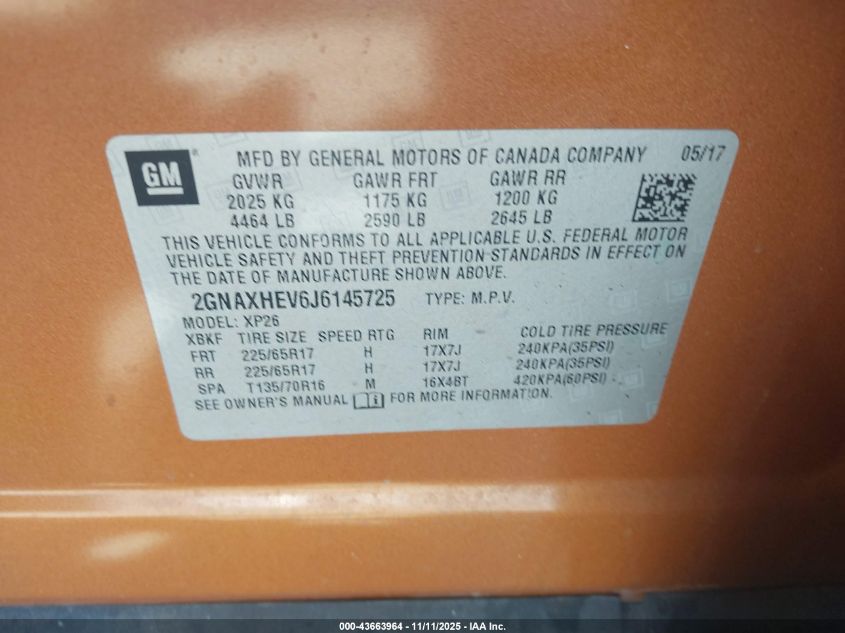 GM ® MFD BY GENERAL MOTORS OF CANADA COMPANY 05/17
GVWR GAWR FRT GAWR RR
2025 KG 1175 KG 1200 KG
4464 LB 2590 LB 2645 LB
THIS VEHICLE CONFORMS TO ALL APPLICABLE U.S. FEDERAL MOTOR
VEHICLE SAFETY AND THEFT PREVENTION STANDARDS IN EFFECT ON
THE DATE OF MANUFACTURE SHOWN ABOVE.
2GNAXHEV6J6145725 TYPE: M.P.V.
MODEL: XP26
XBKF TIRE SIZE SPEED RTG RIM COLD TIRE PRESSURE
FRT 225/65R17 H 17X7J 240KPA(35PSI)
RR 225/65R17 H 17X7J 240KPA(35PSI)
SPA T135/70R16 M 16X4BT 420KPA(60PSI)
SEE OWNER'S MANUAL i FOR MORE INFORMATION.
000-43663964 - 11/11/2025 - IAA Inc.